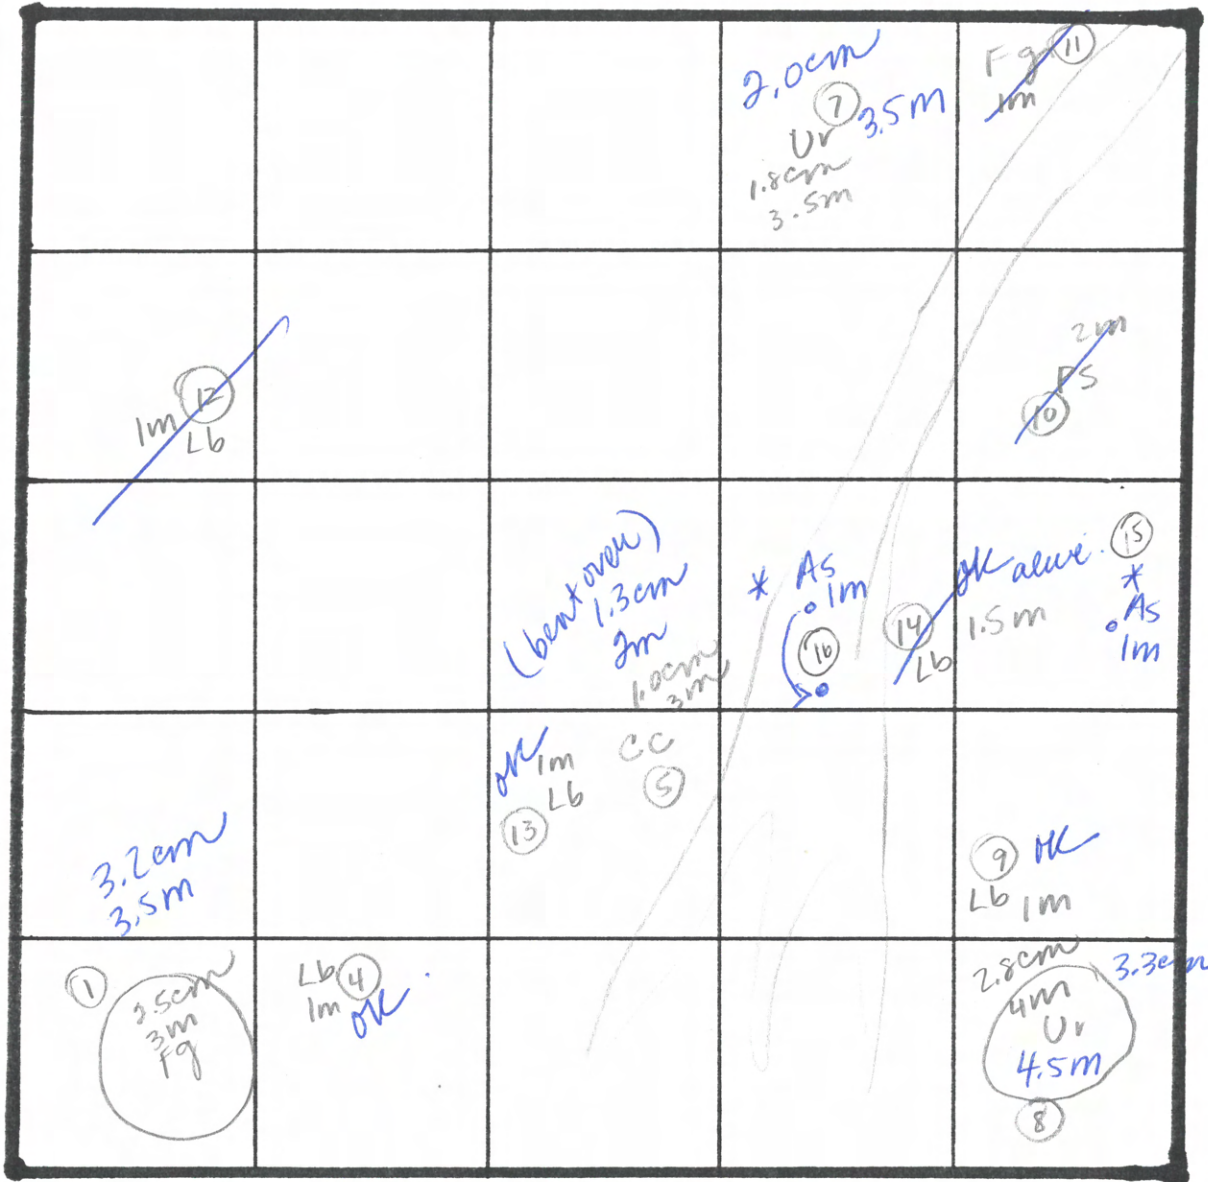 2.0cm
7
3.5m
Ur
1.8cm
3.5m
Fg 11
1m
12
1m
Lb
2m
PS
10
(bent over)
1.3cm
2m
1.0cm
3m
* As
1m
16
14
Lb
OK alive.
1.5m
15
*
As
1m
OK 1m
Lb
13
CC
5
3.2cm
3.5m
9 OK
Lb 1m
1
2.5cm
3m
Fg
Lb 4
1m OK
2.8cm
3.3cm
4m
Ur
4.5m
8